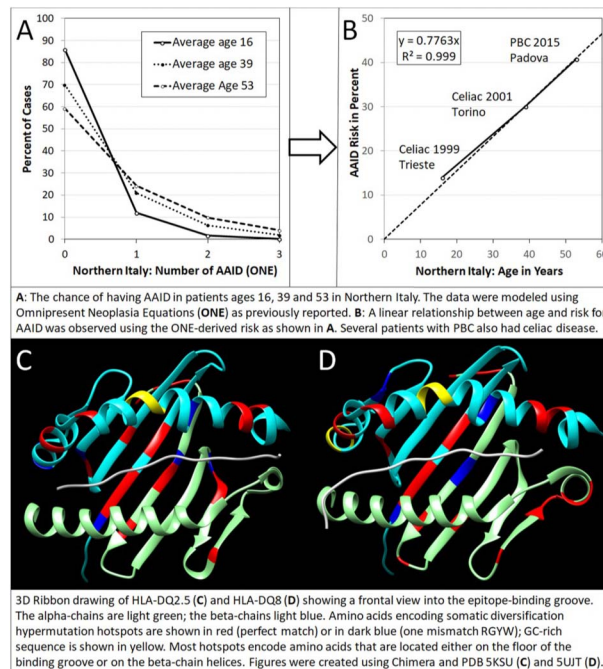 A
Average age 16
Average age 39
Average Age 53
Percent of Cases
100
90
80
70
60
50
40
30
20
10
0
0 1 2 3
Northern Italy: Number of AAID (ONE)
B
y = 0.7763x
R² = 0.999
PBC 2015
Padova
Celiac 2001
Torino
Celiac 1999
Trieste
AAID Risk in Percent
50
40
30
20
10
0
0 10 20 30 40 50 60
Northern Italy: Age in Years
A: The chance of having AAID in patients ages 16, 39 and 53 in Northern Italy. The data were modeled using
Omnipresent Neoplasia Equations (ONE) as previously reported. B: A linear relationship between age and risk for
AAID was observed using the ONE-derived risk as shown in A. Several patients with PBC also had celiac disease.
C
D
3D Ribbon drawing of HLA-DQ2.5 (C) and HLA-DQ8 (D) showing a frontal view into the epitope-binding groove.
The alpha-chains are light green; the beta-chains light blue. Amino acids encoding somatic diversification
hypermutation hotspots are shown in red (perfect match) or in dark blue (one mismatch RGYW); GC-rich
sequence is shown in yellow. Most hotspots encode amino acids that are located either on the floor of the
binding groove or on the beta-chain helices. Figures were created using Chimera and PDB 5KSU (C) and 5UJT (D).